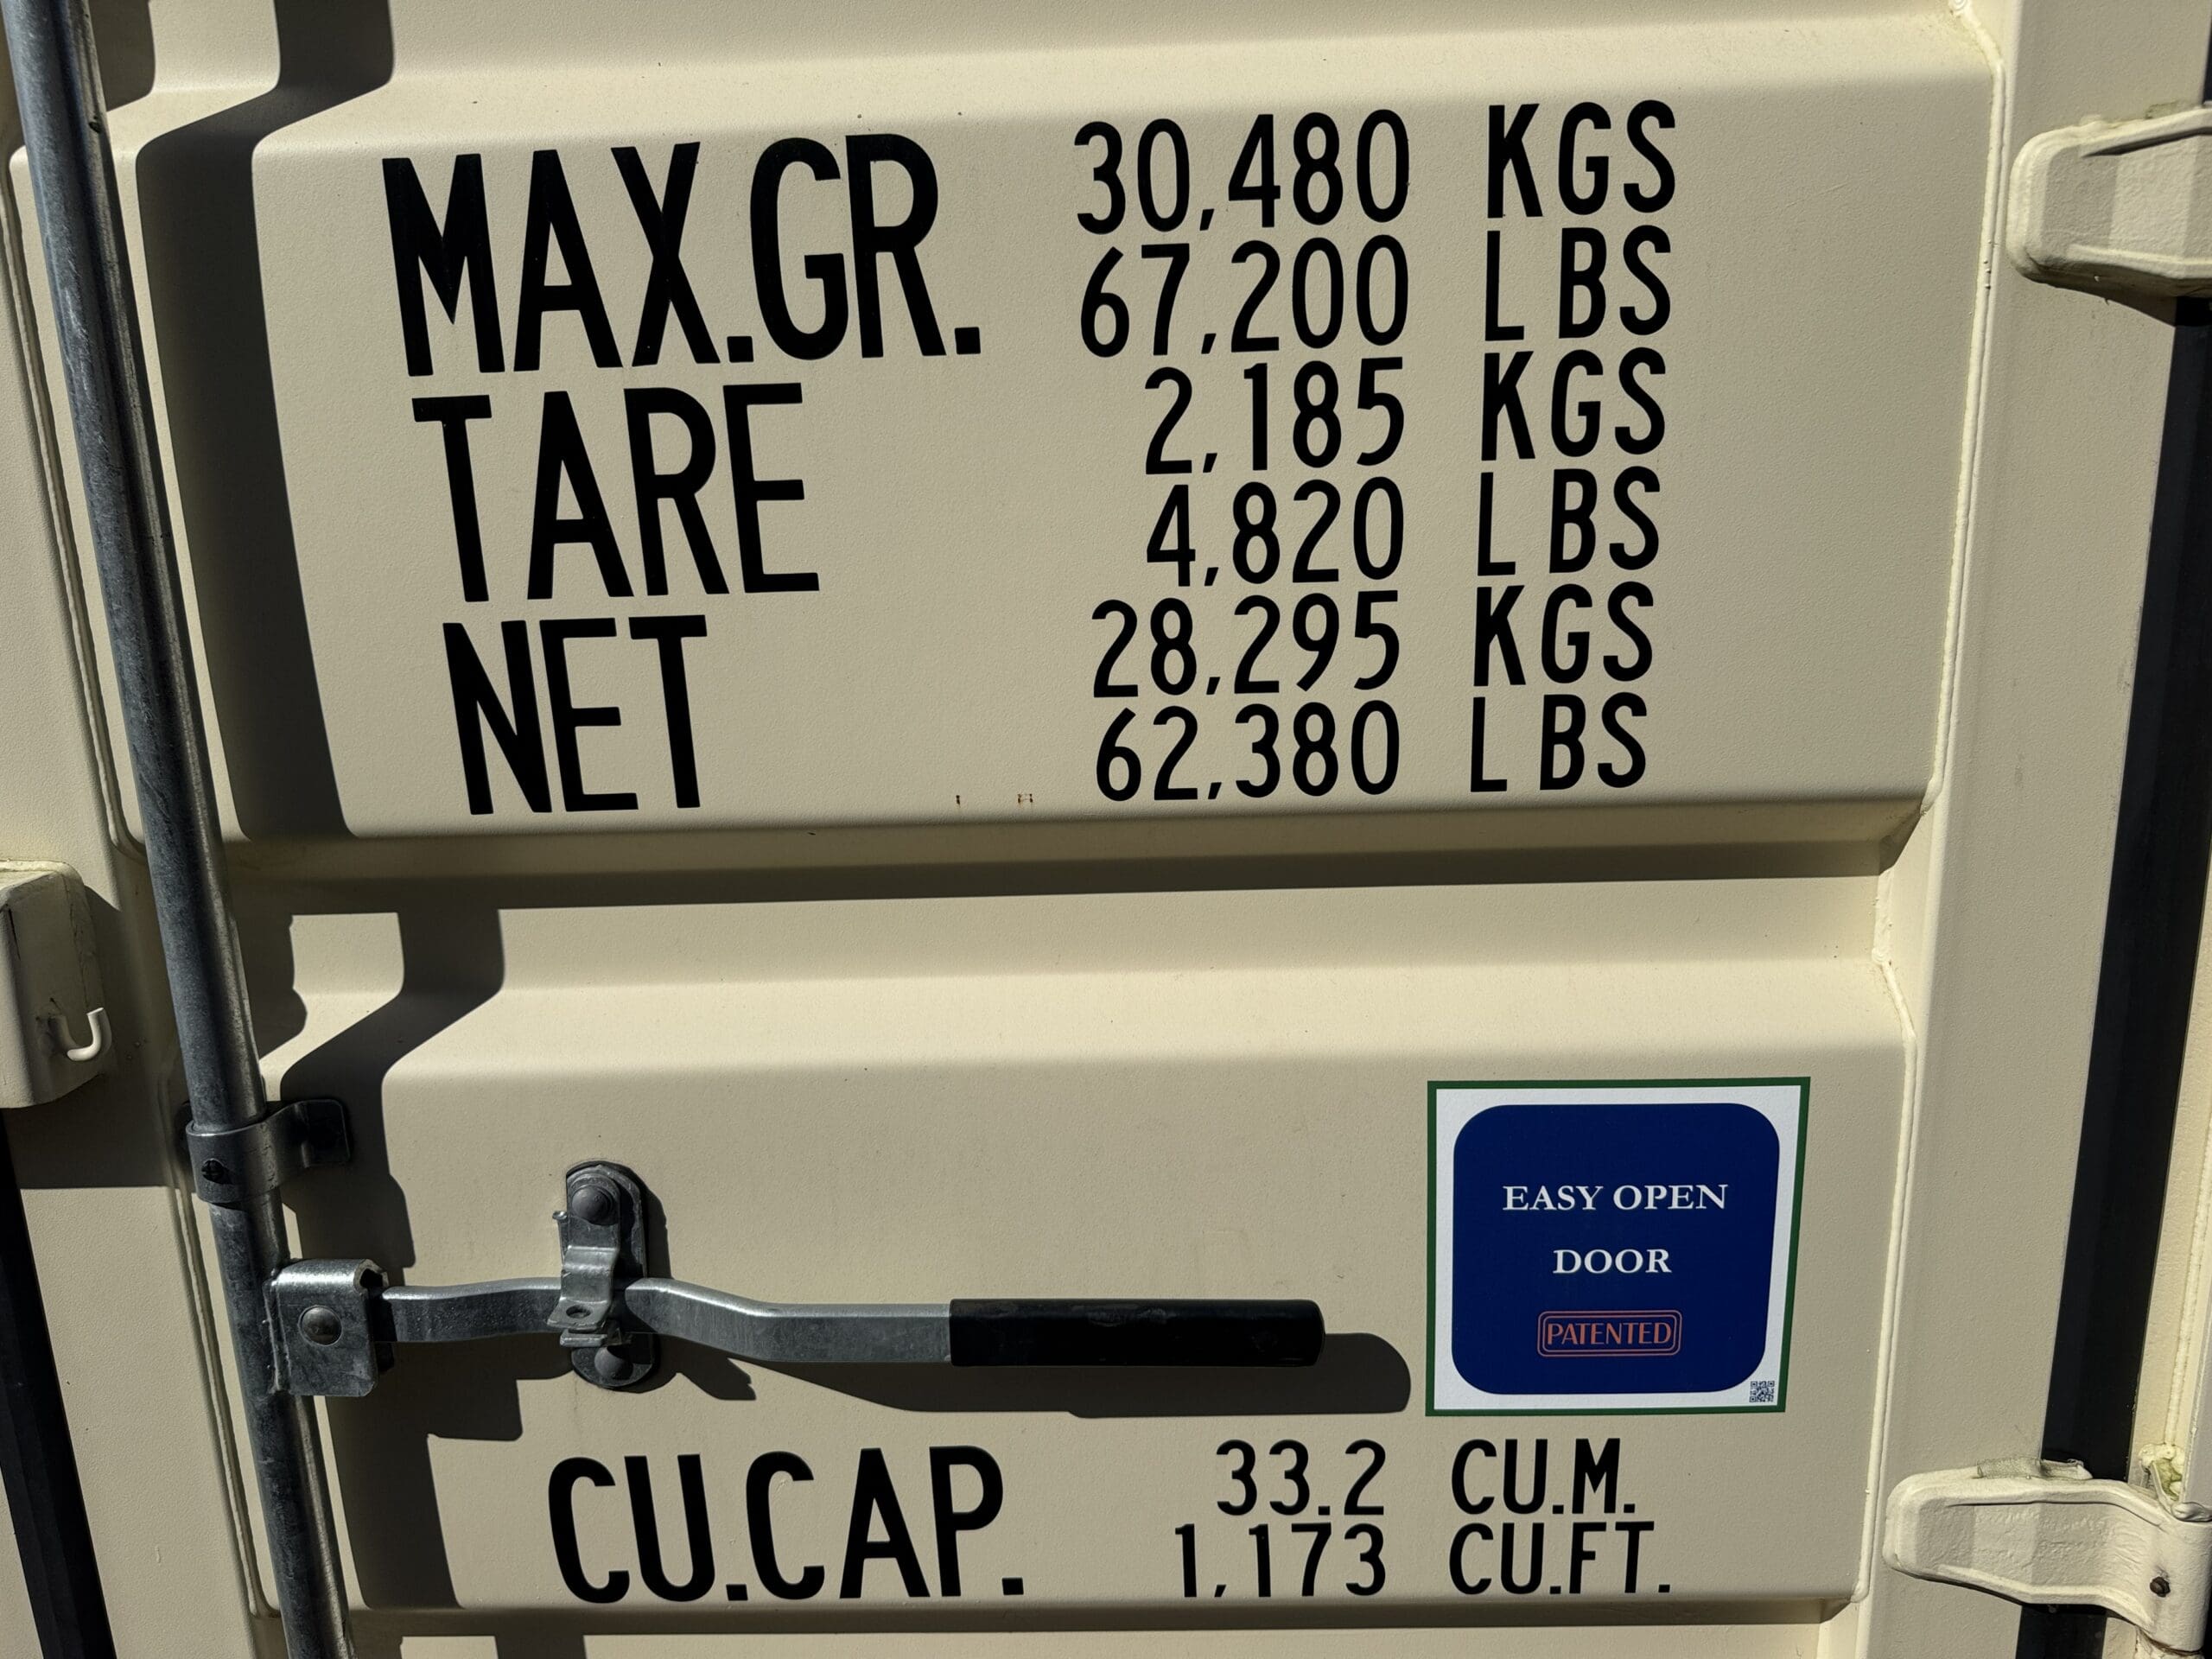 MAX.GR. 30,480 KGS
67,200 LBS
TARE 2,185 KGS
4,820 LBS
NET 28,295 KGS
62,380 LBS
EASY OPEN
DOOR
PATENTED
CU.CAP. 33.2 CU.M.
1,173 CU.FT.